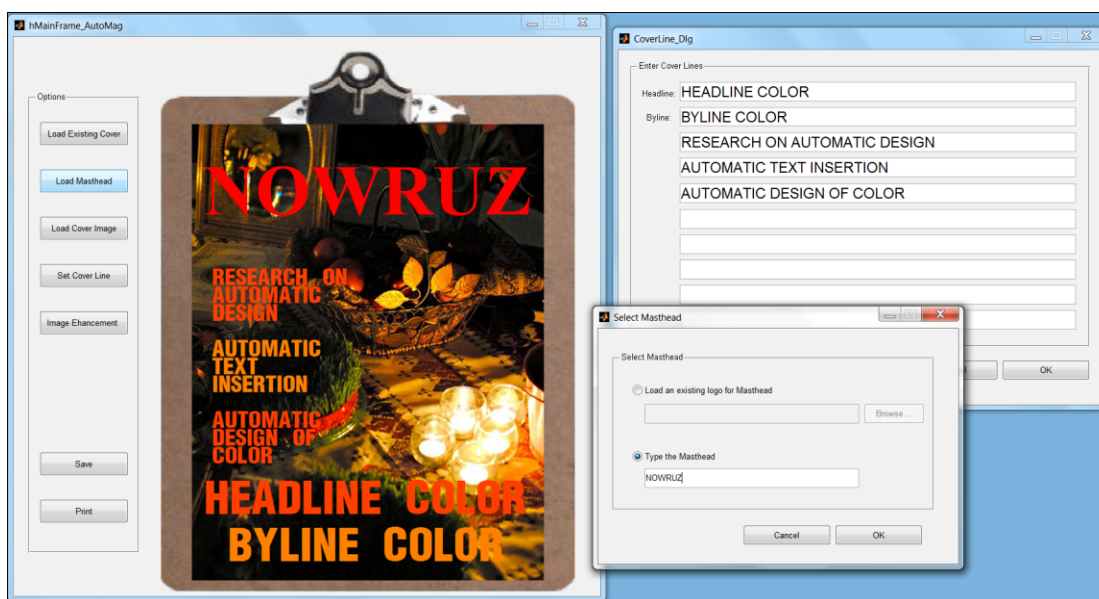 hMainFrame_AutoMag
Options
Load Existing Cover
Load Masthead
Load Cover Image
Set Cover Line
Image Ehancement
Save
Print
NOWRUZ
RESEARCH ON
AUTOMATIC
DESIGN
AUTOMATIC
TEXT
INSERTION
AUTOMATIC
DESIGN OF
COLOR
HEADLINE COLOR
BYLINE COLOR
CoverLine_Dlg
Enter Cover Lines
Headline: HEADLINE COLOR
Byline: BYLINE COLOR
RESEARCH ON AUTOMATIC DESIGN
AUTOMATIC TEXT INSERTION
AUTOMATIC DESIGN OF COLOR
OK
Select Masthead
Select Masthead
Load an existing logo for Masthead
Browse ...
Type the Masthead
NOWRUZ
Cancel OK